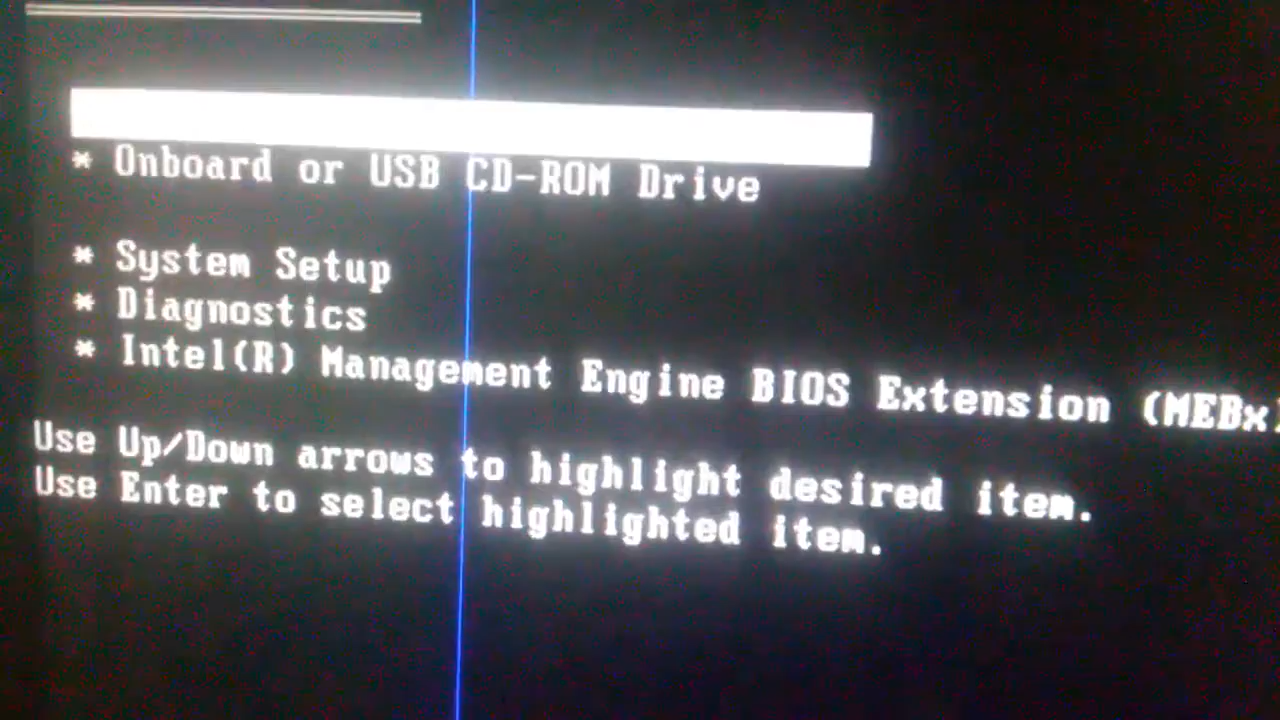 * Onboard or USB CD-ROM Drive
* System Setup
* Diagnostics
* Intel(R) Management Engine BIOS Extension (MEBx)
Use Up/Down arrows to highlight desired item.
Use Enter to select highlighted item.